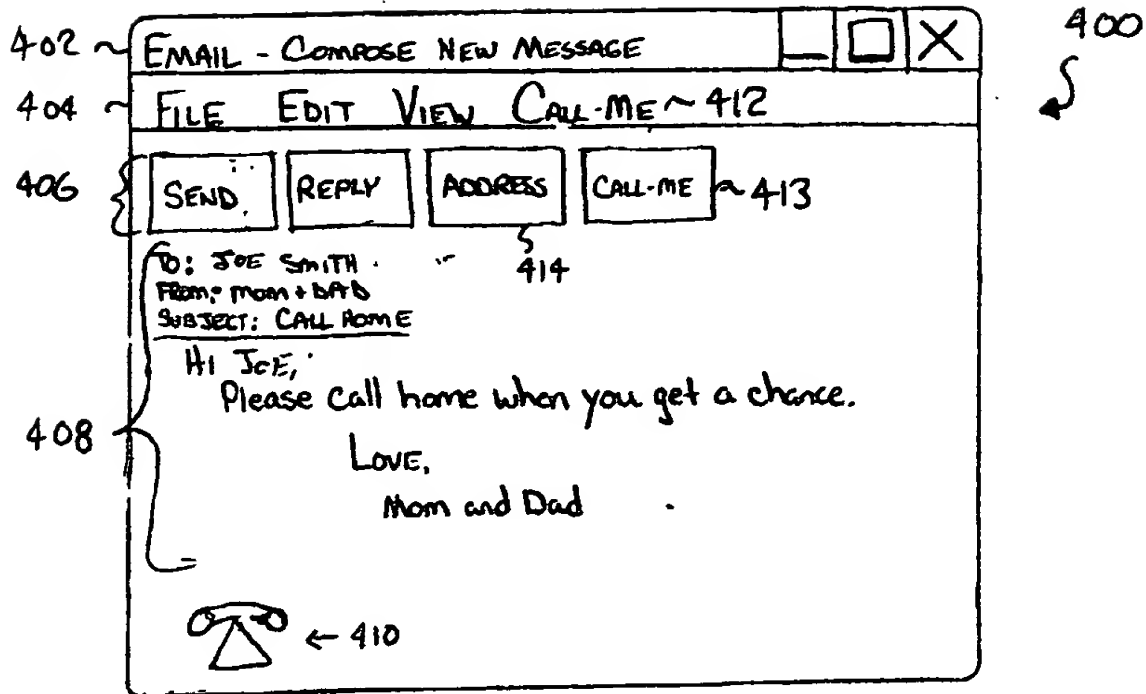 400
402 EMAIL - COMPOSE NEW MESSAGE
404 FILE EDIT VIEW CALL-ME ~ 412
406 SEND REPLY ADDRESS CALL-ME 413
414
TO: JOE SMITH
FROM: MOM + DAD
SUBJECT: CALL HOME
HI JOE,
Please call home when you get a chance.
408
LOVE,
Mom and Dad
410